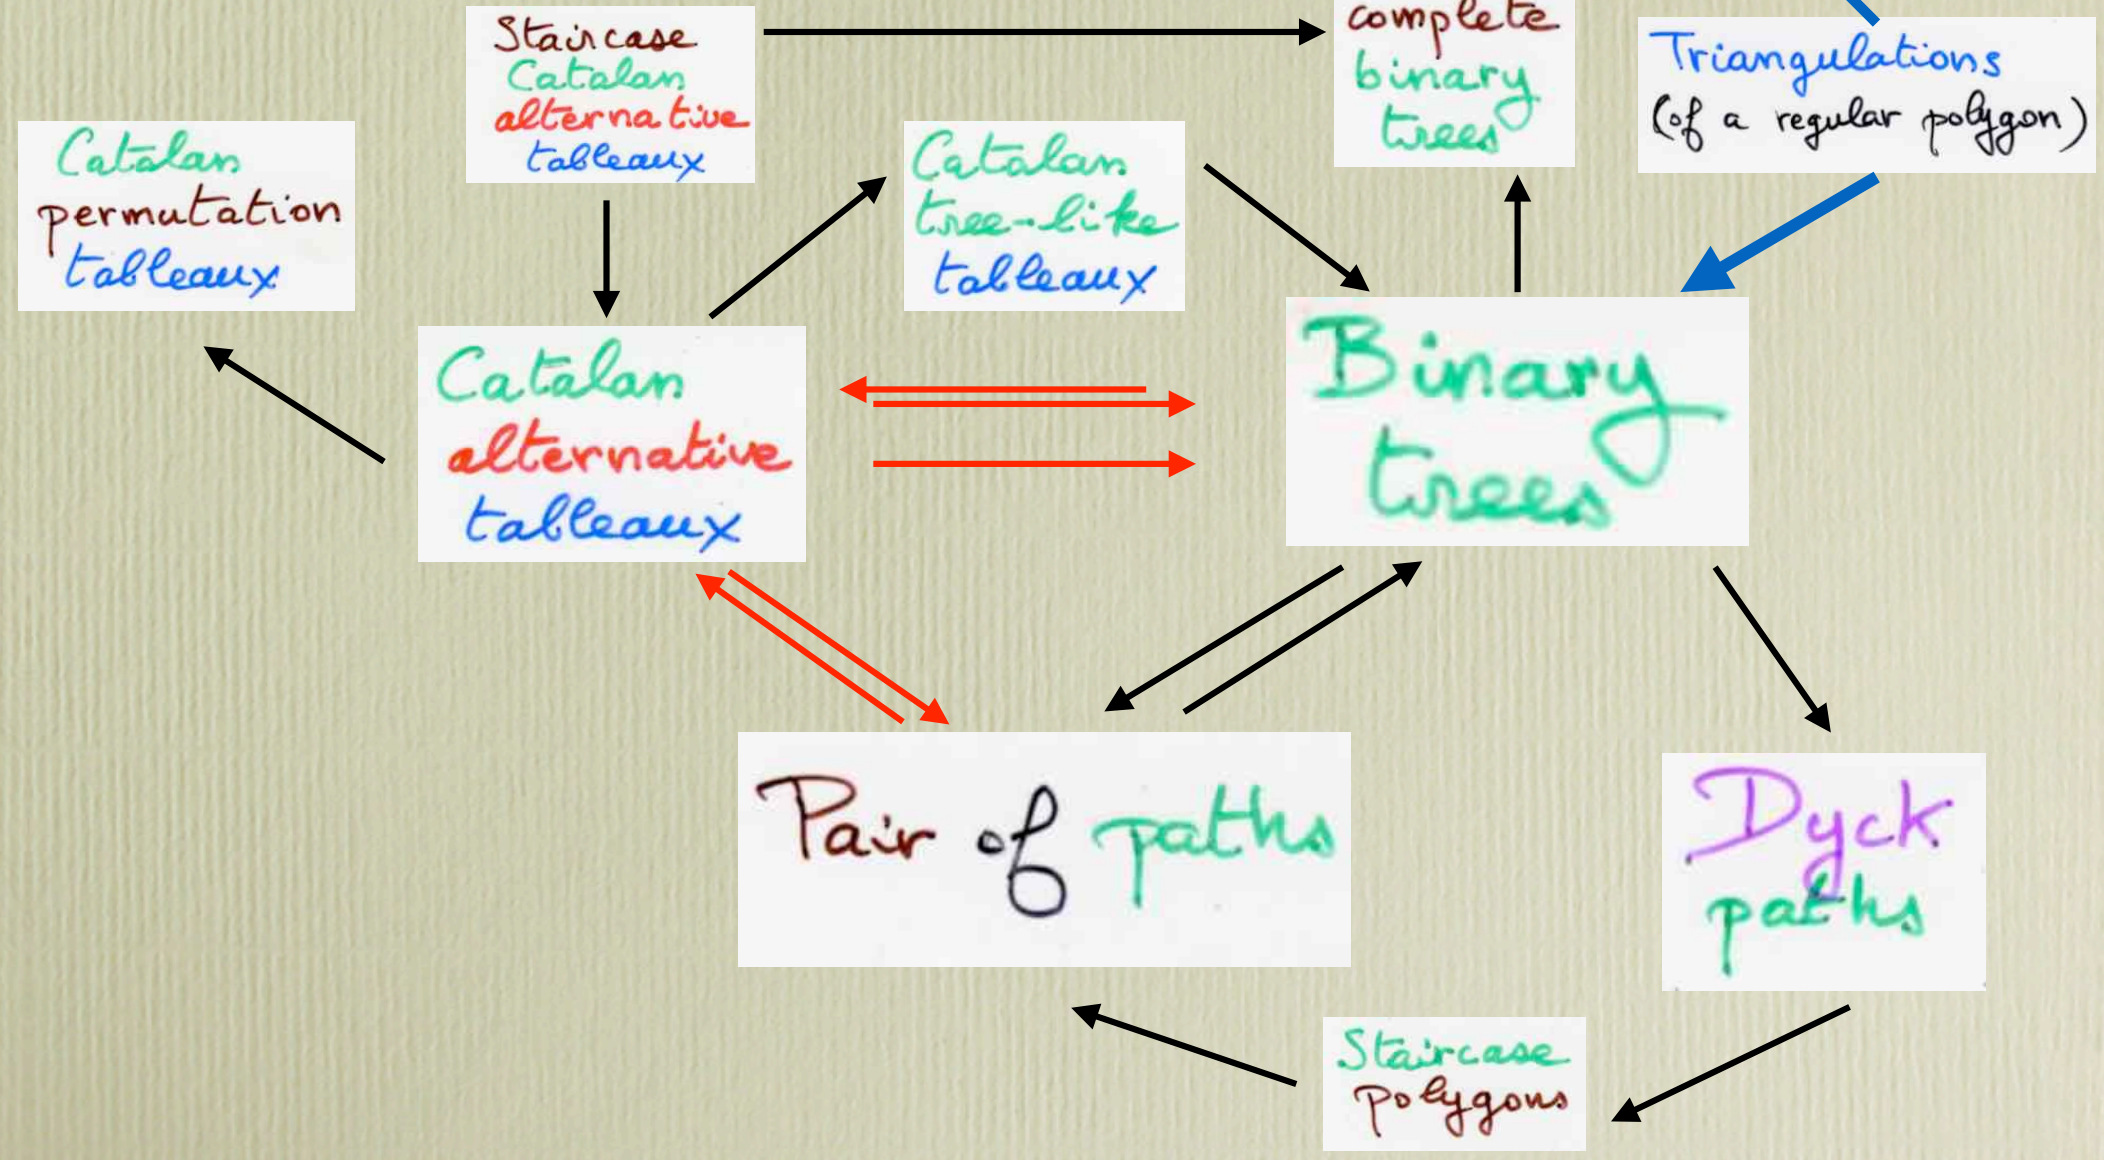 Staircase
Catalan
alternative
tableaux
complete
binary
trees
Triangulations
(of a regular polygon)
Catalan
permutation
tableaux
Catalan
tree-like
tableaux
Catalan
alternative
tableaux
Binary
trees
Pair of paths
Dyck
paths
Staircase
polygons